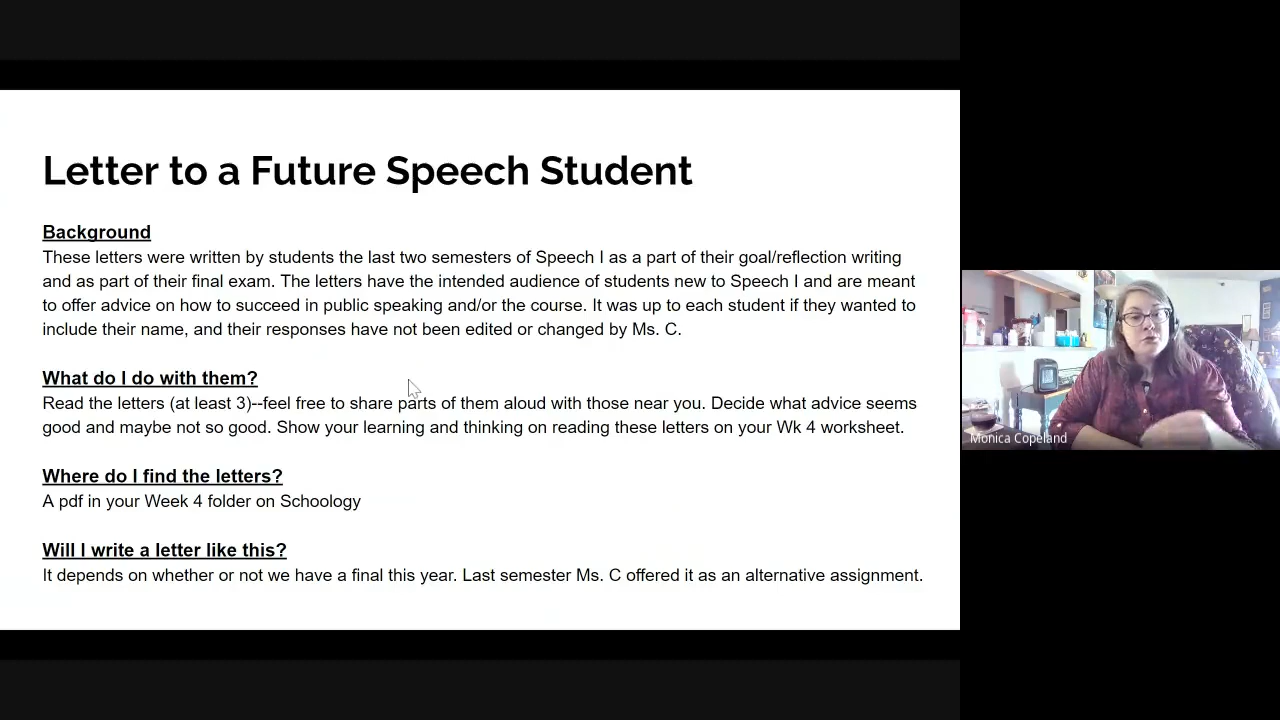 Letter to a Future Speech Student
Background
These letters were written by students the last two semesters of Speech I as a part of their goal/reflection writing
and as part of their final exam. The letters have the intended audience of students new to Speech I and are meant
to offer advice on how to succeed in public speaking and/or the course. It was up to each student if they wanted to
include their name, and their responses have not been edited or changed by Ms. C.
What do I do with them?
Read the letters (at least 3)--feel free to share parts of them aloud with those near you. Decide what advice seems
good and maybe not so good. Show your learning and thinking on reading these letters on your Wk 4 worksheet.
Where do I find the letters?
A pdf in your Week 4 folder on Schoology
Will I write a letter like this?
It depends on whether or not we have a final this year. Last semester Ms. C offered it as an alternative assignment.
Monica Copeland